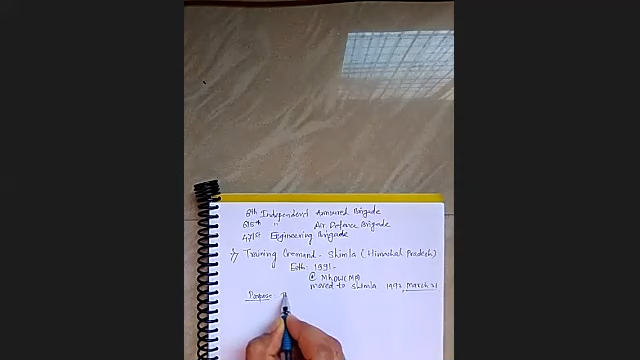 6th Independent Armoured Brigade
615th " Air Defence Brigade
471st Engineering Brigade
7) Training Command - Shimla (Himachal Pradesh)
Estb: 1991 -
@ Mhow (MP)
moved to Shimla 1993, March 31
Purpose: